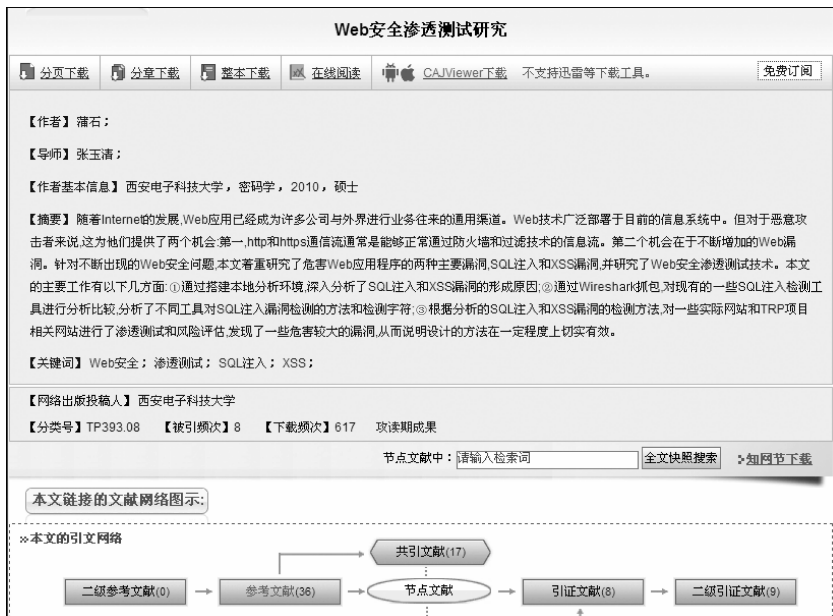 Web安全渗透测试研究
分页下载 分章下载 整本下载 在线阅读 CAJViewer下载 不支持迅雷等下载工具。 免费订阅
【作者】蒲石；
【导师】张玉清；
【作者基本信息】西安电子科技大学，密码学，2010，硕士
【摘要】随着Internet的发展,Web应用已经成为许多公司与外界进行业务往来的通用渠道。Web技术广泛部署于目前的信息系统中。但对于恶意攻
击者来说,这为他们提供了两个机会:第一,http和https通信流通常是能够正常通过防火墙和过滤技术的信息流。第二个机会在于不断增加的Web漏
洞。针对不断出现的Web安全问题,本文着重研究了危害Web应用程序的两种主要漏洞,SQL注入和XSS漏洞,并研究了Web安全渗透测试技术。本文
的主要工作有以下几方面:①通过搭建本地分析环境,深入分析了SQL注入和XSS漏洞的形成原因;②通过Wireshark抓包,对现有的一些SQL注入检测工
具进行分析比较,分析了不同工具对SQL注入漏洞检测的方法和检测字符;③根据分析的SQL注入和XSS漏洞的检测方法,对一些实际网站和TRP项目
相关网站进行了渗透测试和风险评估,发现了一些危害较大的漏洞,从而说明设计的方法在一定程度上切实有效。
【关键词】Web安全；渗透测试；SQL注入；XSS；
【网络出版投稿人】西安电子科技大学
【分类号】TP393.08 【被引频次】8 【下载频次】617 攻读期成果
节点文献中：请输入检索词 全文快照搜索 知网节下载
本文链接的文献网络图示:
»本文的引文网络
共引文献(17)
二级参考文献(0) 参考文献(36) 节点文献 引证文献(8) 二级引证文献(9)